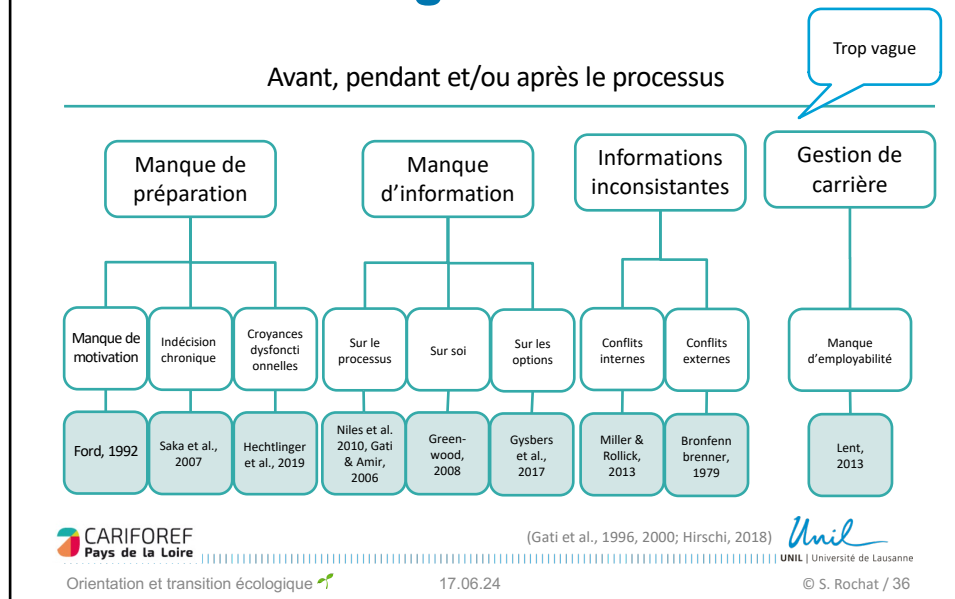 Trop vague
Avant, pendant et/ou après le processus
Manque de
préparation
Manque
d'information
Informations
inconsistantes
Gestion de
carrière
Manque de
motivation
Indécision
chronique
Croyances
dysfoncti
onnelles
Sur le
processus
Sur soi
Sur les
options
Conflits
internes
Conflits
externes
Manque
d'employabilité
Ford, 1992
Saka et al.,
2007
Hechtlinger
et al., 2019
Niles et al.
2010, Gati
& Amir,
2006
Green-
wood,
2008
Gysbers
et al.,
2017
Miller &
Rollick,
2013
Bronfenn
brenner,
1979
Lent,
2013
CARIFOREF
Pays de la Loire
(Gati et al., 1996, 2000; Hirschi, 2018)
Unil
UNIL | Université de Lausanne
Orientation et transition écologique
17.06.24
© S. Rochat / 36